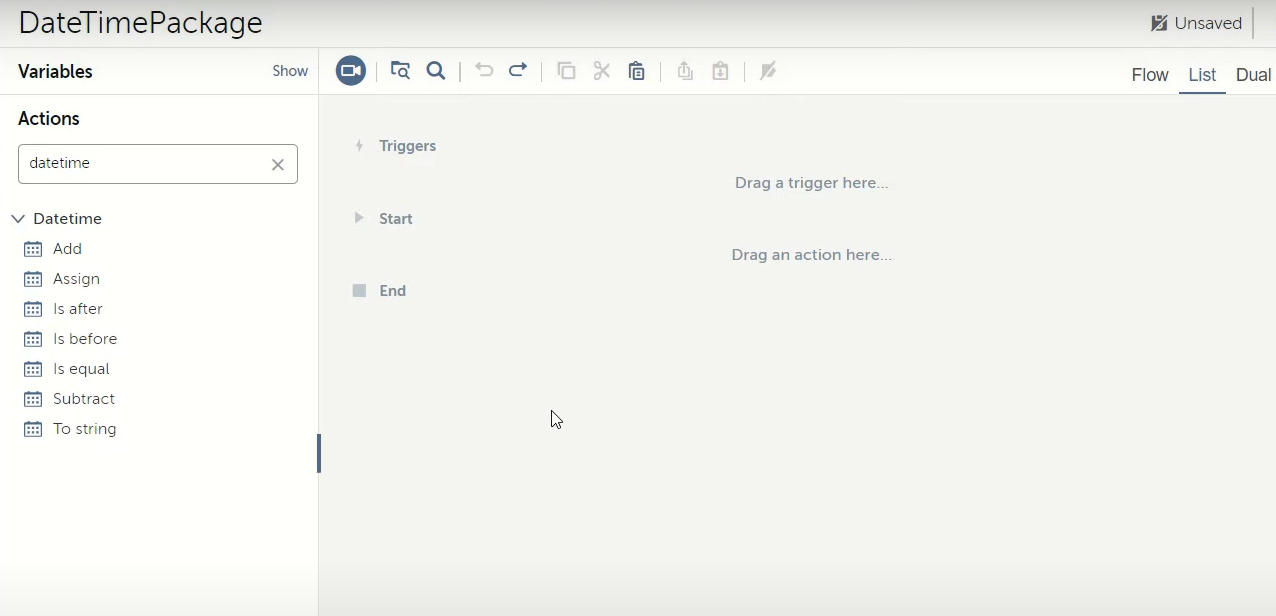 DateTimePackage
Unsaved
Variables
Show
Flow
List
Dual
Actions
datetime
Datetime
Add
Assign
Is after
Is before
Is equal
Subtract
To string
Triggers
Drag a trigger here...
Start
Drag an action here...
End